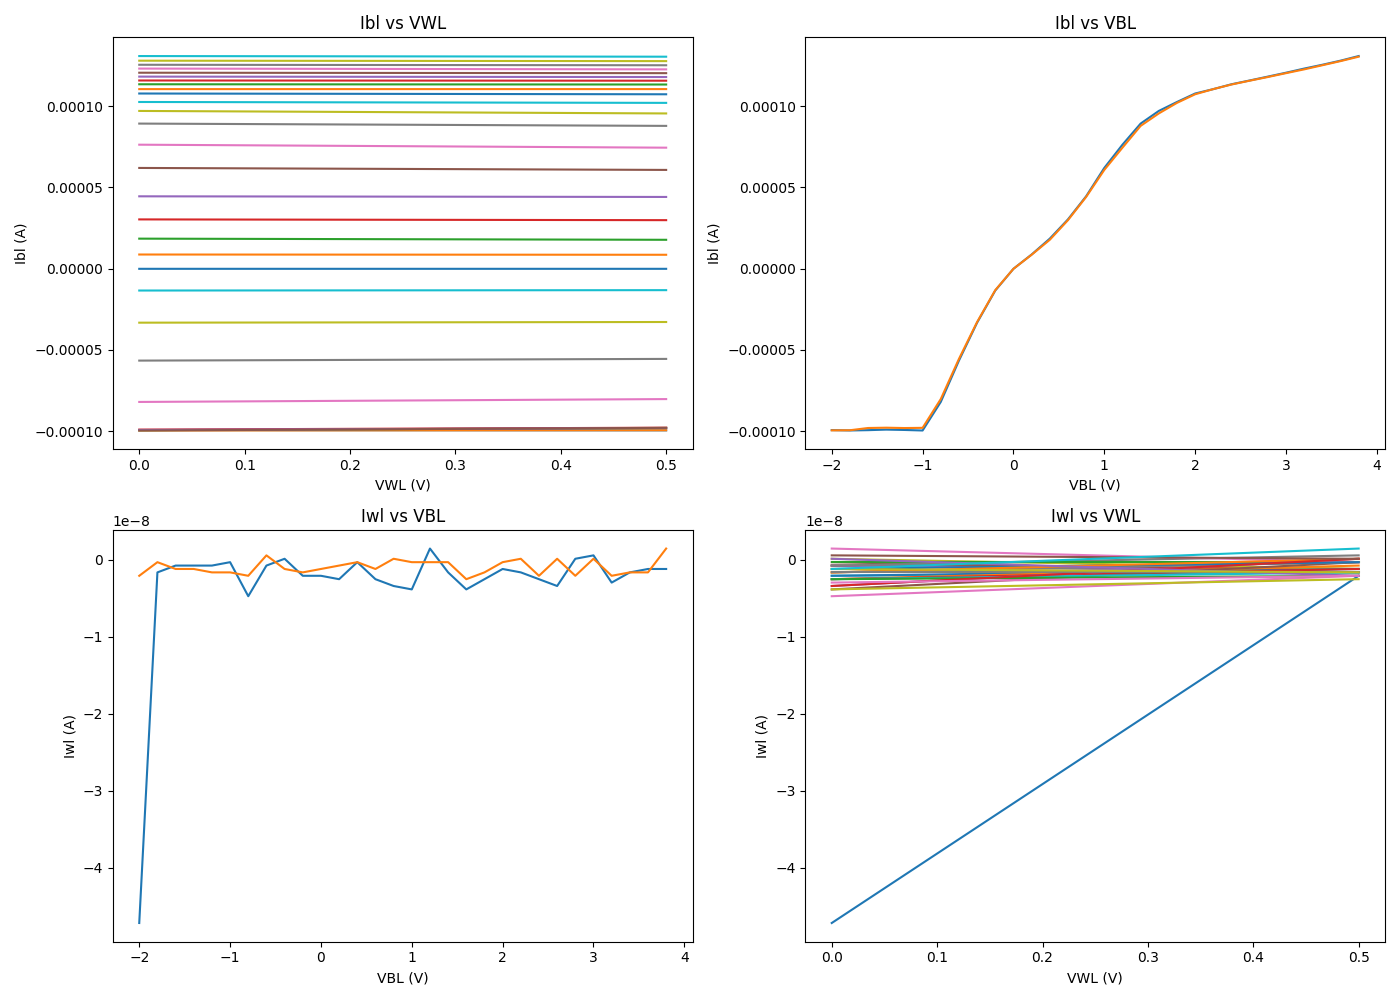 Ibl vs VWL
Ibl (A)
0.00010
0.00005
0.00000
−0.00005
−0.00010
0.0 0.1 0.2 0.3 0.4 0.5
VWL (V)
Ibl vs VBL
Ibl (A)
0.00010
0.00005
0.00000
−0.00005
−0.00010
−2 −1 0 1 2 3 4
VBL (V)
Iwl vs VBL
1e−8
Iwl (A)
0
−1
−2
−3
−4
−2 −1 0 1 2 3 4
VBL (V)
Iwl vs VWL
1e−8
Iwl (A)
0
−1
−2
−3
−4
0.0 0.1 0.2 0.3 0.4 0.5
VWL (V)